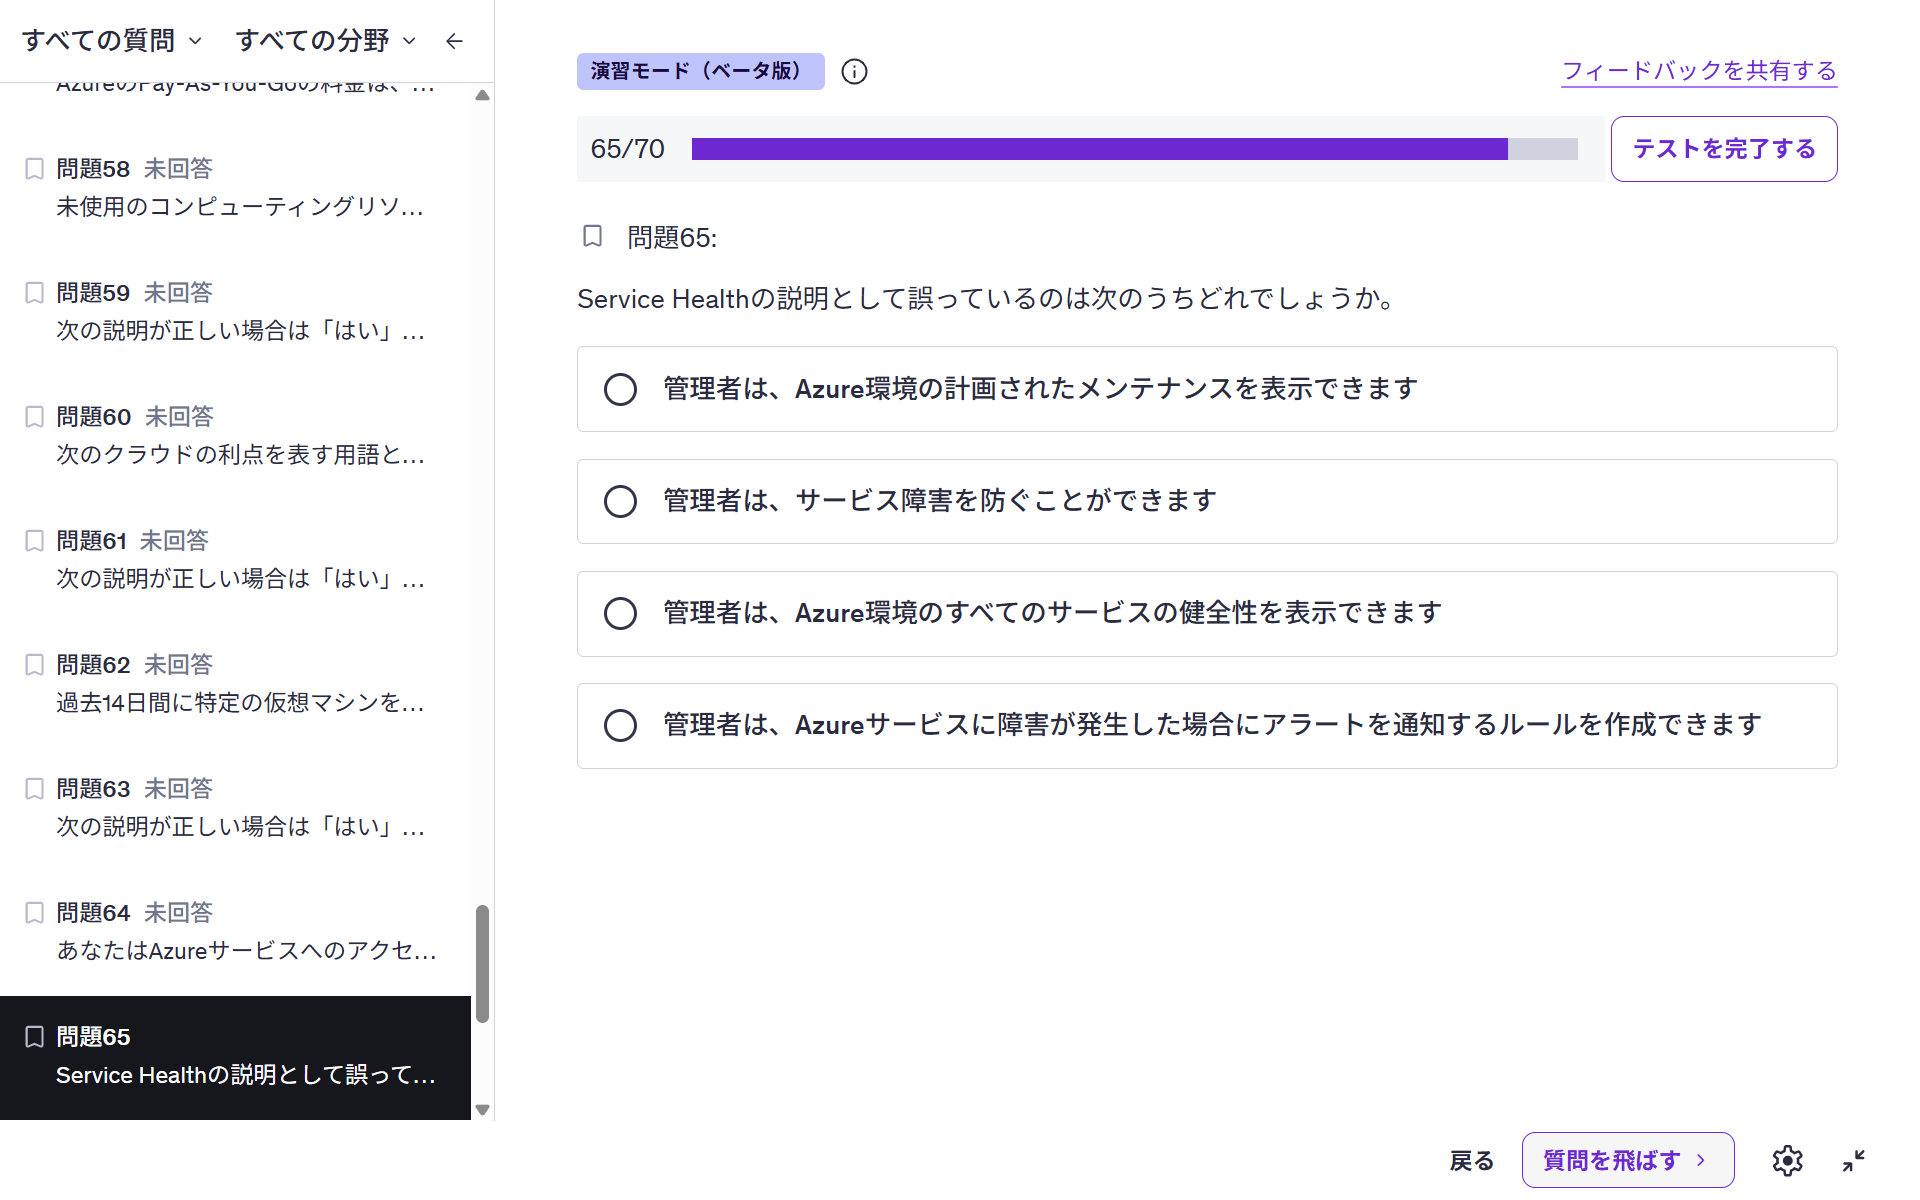 すべての質問
すべての分野
AzureのPay-As-You-Goの料金は、...
問題58 未回答
未使用のコンピューティングリソ...
問題59 未回答
次の説明が正しい場合は「はい」...
問題60 未回答
次のクラウドの利点を表す用語と...
問題61 未回答
次の説明が正しい場合は「はい」...
問題62 未回答
過去14日間に特定の仮想マシンを...
問題63 未回答
次の説明が正しい場合は「はい」...
問題64 未回答
あなたはAzureサービスへのアクセ...
問題65
Service Healthの説明として誤って...
演習モード（ベータ版）
フィードバックを共有する
65/70
テストを完了する
問題65:
Service Healthの説明として誤っているのは次のうちどれでしょうか。
管理者は、Azure環境の計画されたメンテナンスを表示できます
管理者は、サービス障害を防ぐことができます
管理者は、Azure環境のすべてのサービスの健全性を表示できます
管理者は、Azureサービスに障害が発生した場合にアラートを通知するルールを作成できます
戻る
質問を飛ばす